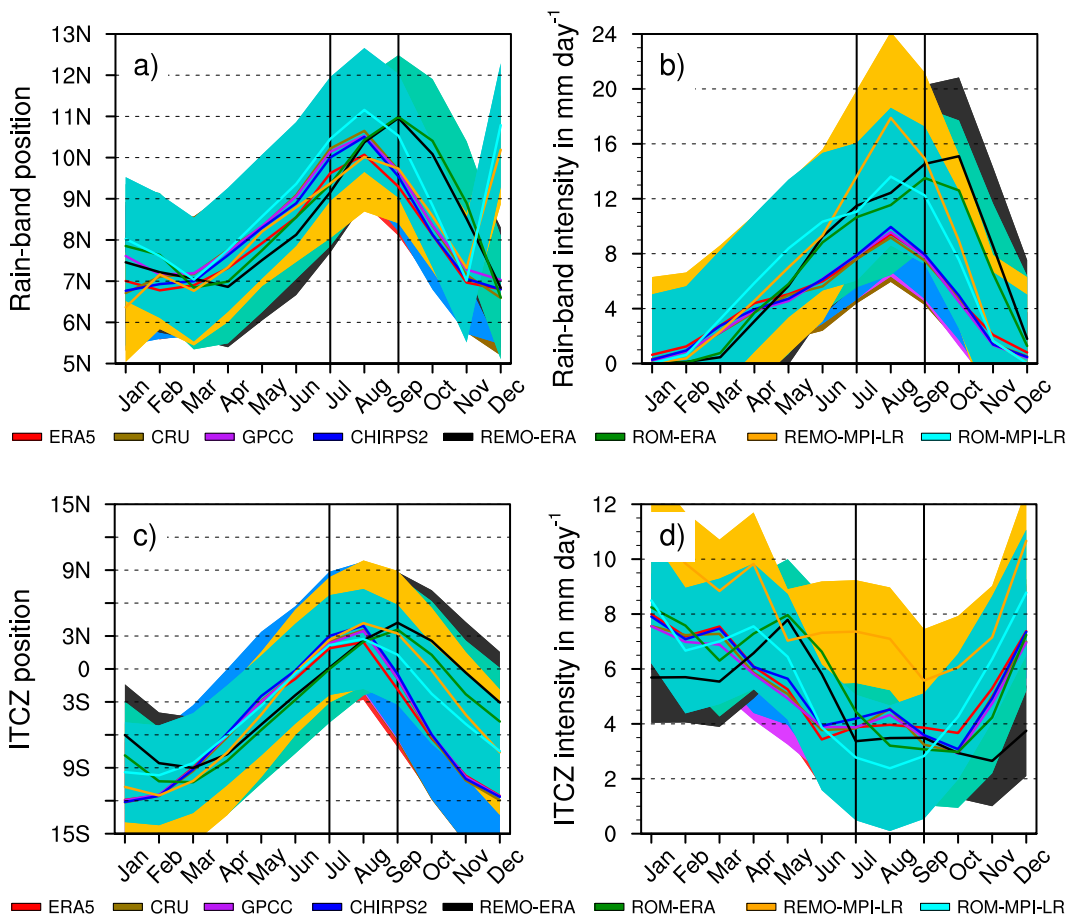 a)
Rain-band position
13N
12N
11N
10N
9N
8N
7N
6N
5N
Jan Feb Mar Apr May Jun Jul Aug Sep Oct Nov Dec
b)
Rain-band intensity in mm day-1
24
20
16
12
8
4
0
Jan Feb Mar Apr May Jun Jul Aug Sep Oct Nov Dec
ERA5 CRU GPCC CHIRPS2 REMO-ERA ROM-ERA REMO-MPI-LR ROM-MPI-LR
c)
ITCZ position
15N
9N
3N
0
3S
9S
15S
Jan Feb Mar Apr May Jun Jul Aug Sep Oct Nov Dec
d)
ITCZ intensity in mm day-1
12
10
8
6
4
2
0
Jan Feb Mar Apr May Jun Jul Aug Sep Oct Nov Dec
ERA5 CRU GPCC CHIRPS2 REMO-ERA ROM-ERA REMO-MPI-LR ROM-MPI-LR